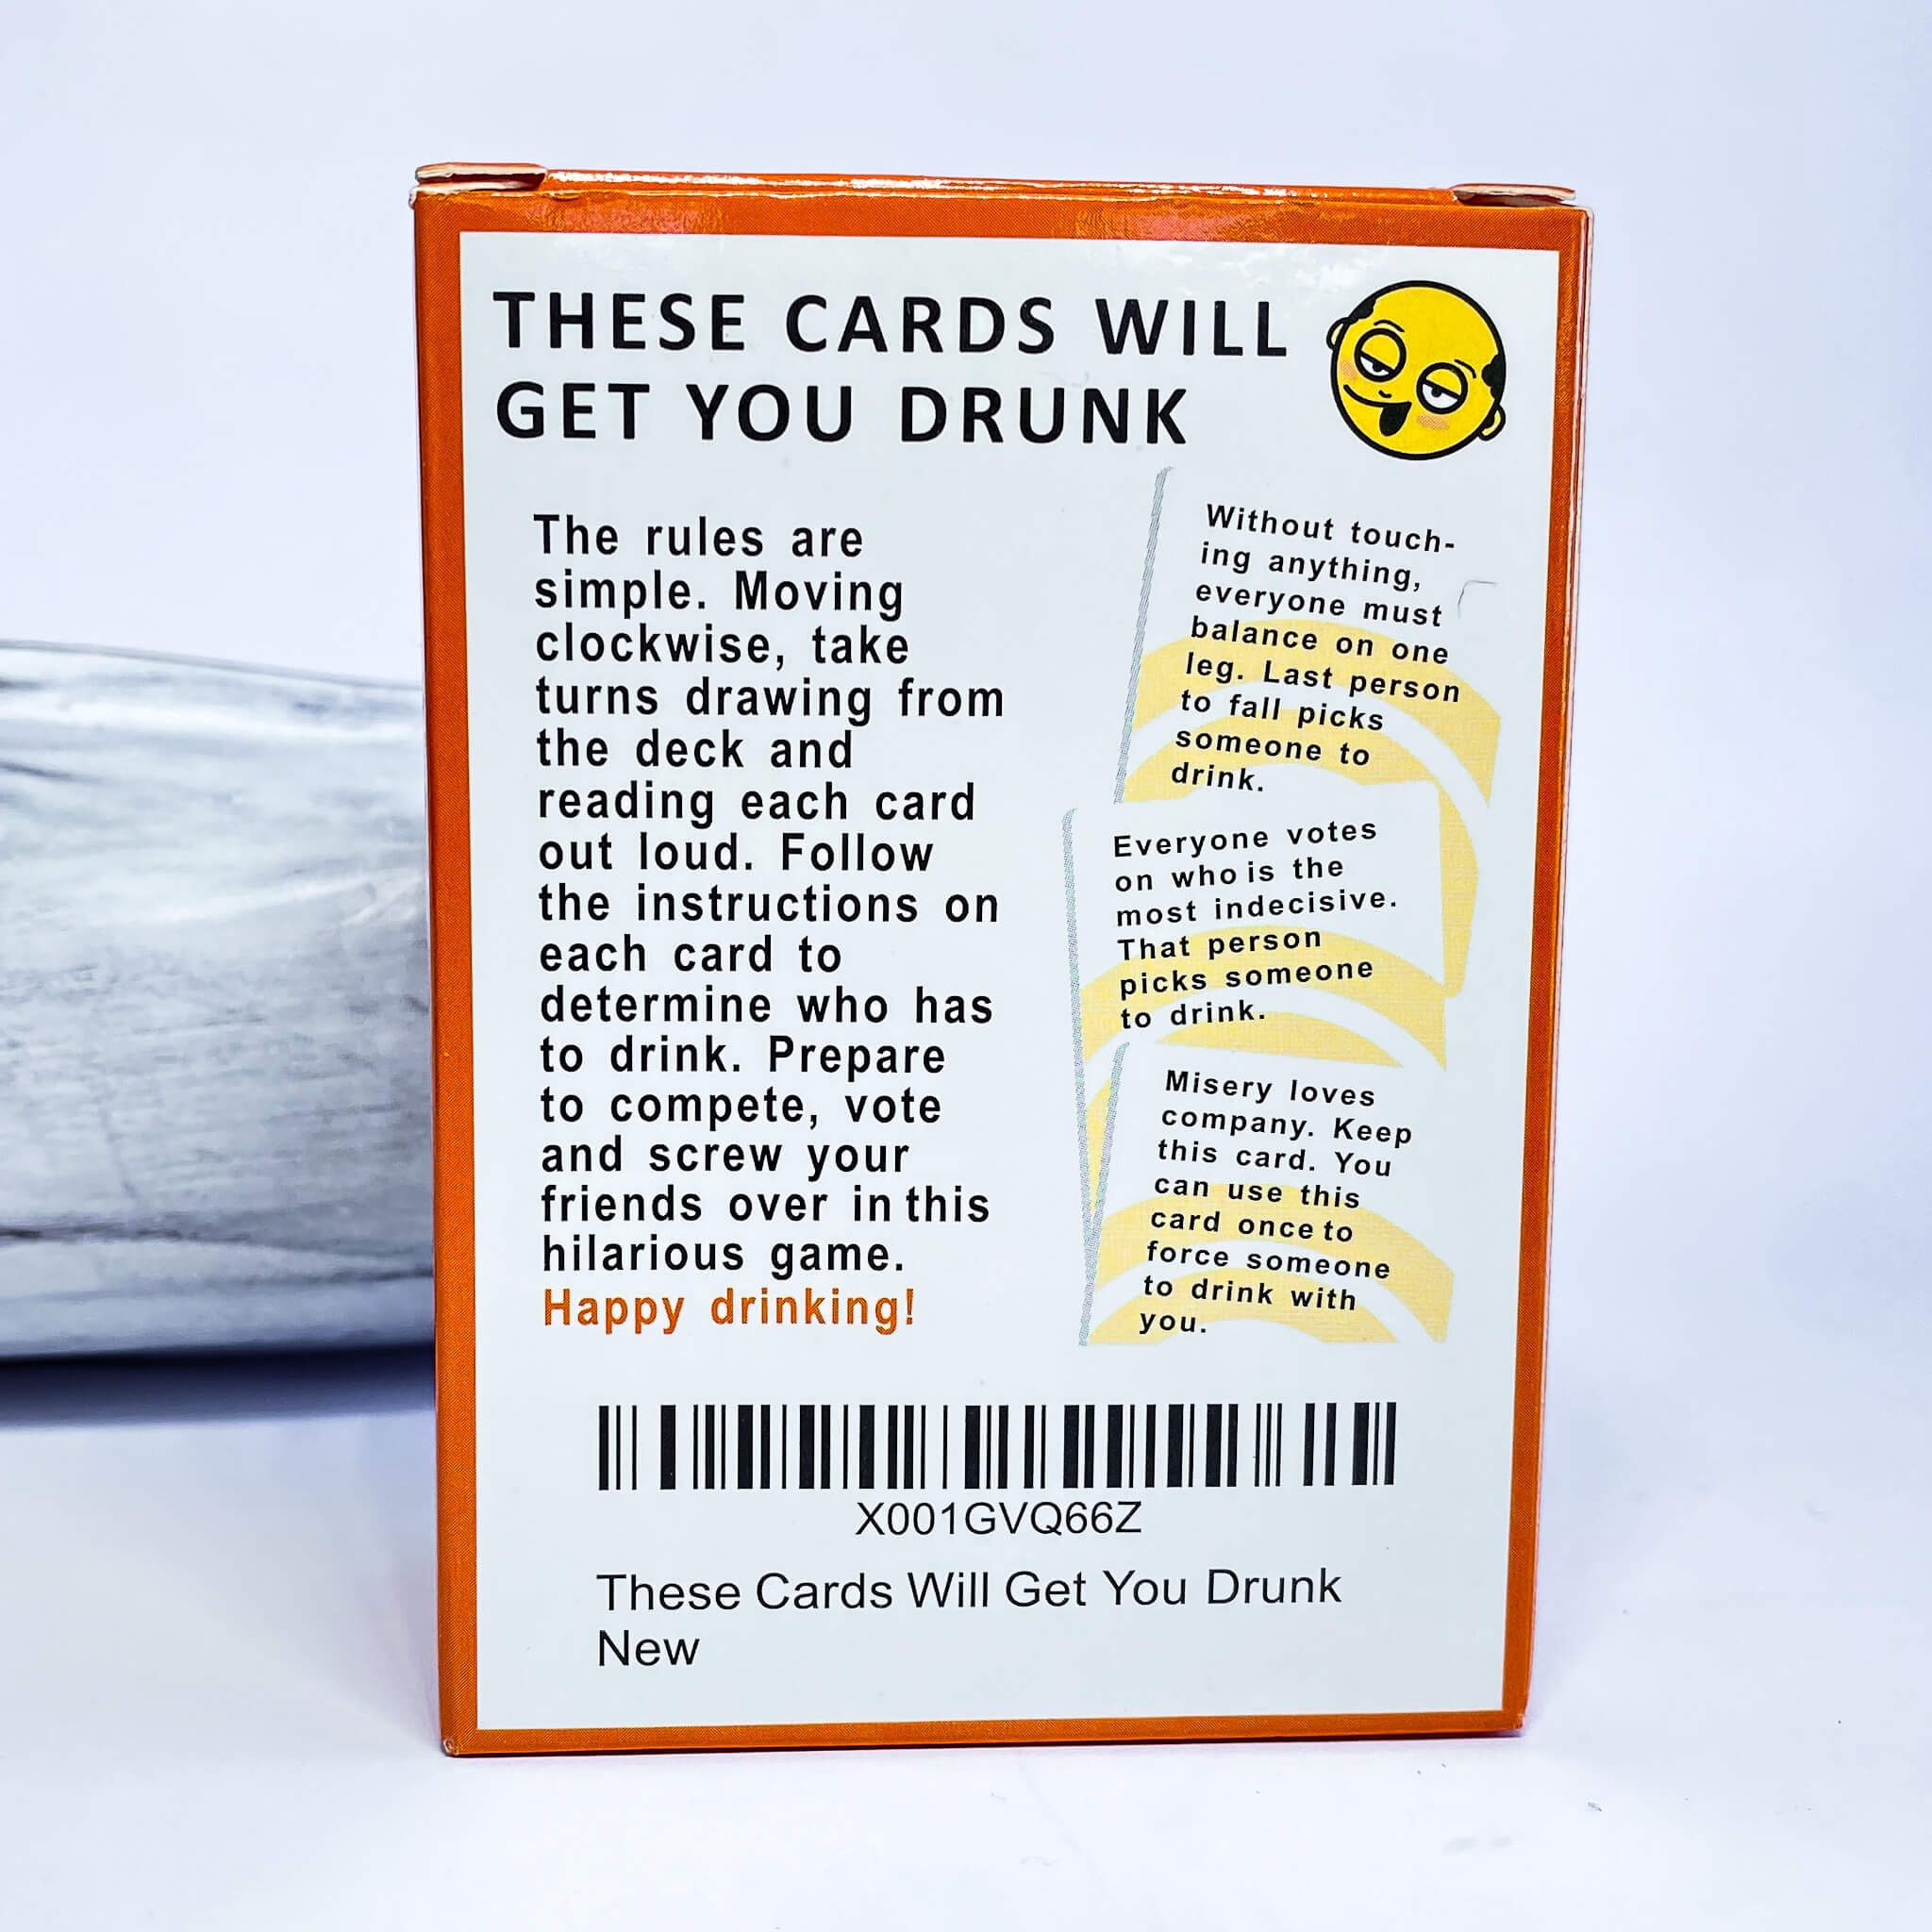 THESE CARDS WILL
GET YOU DRUNK
The rules are
simple. Moving
clockwise, take
turns drawing from
the deck and
reading each card
out loud. Follow
the instructions on
each card to
determine who has
to drink. Prepare
to compete, vote
and screw your
friends over in this
hilarious game.
Happy drinking!
Without touch-
ing anything,
everyone must
balance on one
leg. Last person
to fall picks
someone to
drink.
Everyone votes
on who is the
most indecisive.
That person
picks someone
to drink.
Misery loves
company. Keep
this card. You
can use this
card once to
force someone
to drink with
you.
X001GVQ66Z
These Cards Will Get You Drunk
New